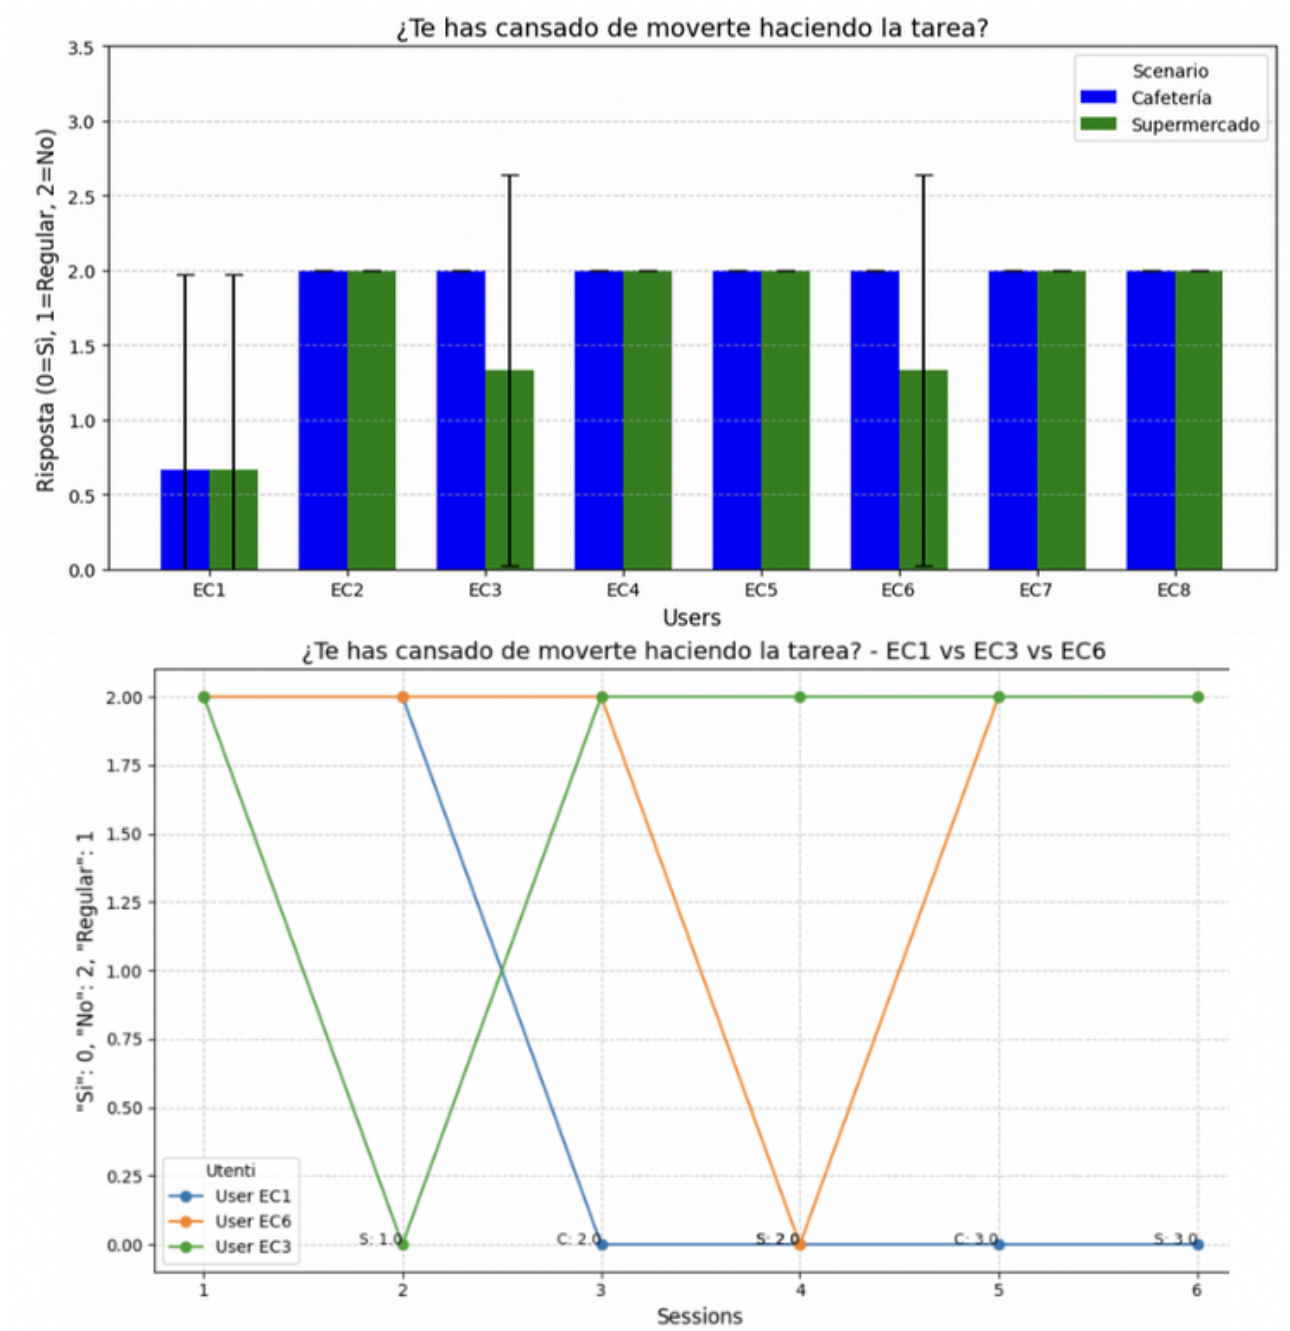 ¿Te has cansado de moverte haciendo la tarea?
Risposta (0=Sì, 1=Regular, 2=No)
3.5
3.0
2.5
2.0
1.5
1.0
0.5
0.0
Scenario
Cafetería
Supermercado
EC1 EC2 EC3 EC4 EC5 EC6 EC7 EC8
Users
¿Te has cansado de moverte haciendo la tarea? - EC1 vs EC3 vs EC6
"Si": 0, "No": 2, "Regular": 1
2.00
1.75
1.50
1.25
1.00
0.75
0.50
0.25
0.00
Utenti
User EC1
User EC6
User EC3
S: 1.0 C: 2.0 S: 2.0 C: 3.0 S: 3.0
1 2 3 4 5 6
Sessions